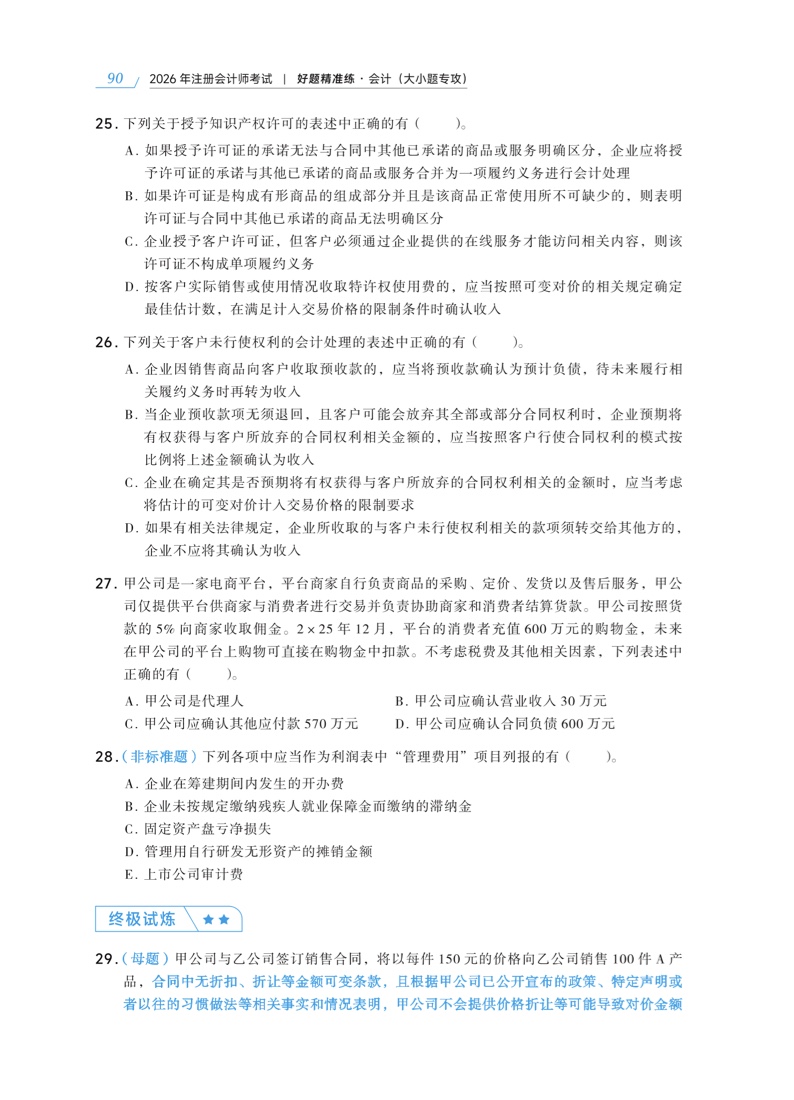 90 2026 年注册会计师考试 | 好题精准练·会计（大小题专攻）
25. 下列关于授予知识产权许可的表述中正确的有（　　）。
A. 如果授予许可证的承诺无法与合同中其他已承诺的商品或服务明确区分，企业应将授
予许可证的承诺与其他已承诺的商品或服务合并为一项履约义务进行会计处理
B. 如果许可证是构成有形商品的组成部分并且是该商品正常使用所不可缺少的，则表明
许可证与合同中其他已承诺的商品无法明确区分
C. 企业授予客户许可证，但客户必须通过企业提供的在线服务才能访问相关内容，则该
许可证不构成单项履约义务
D. 按客户实际销售或使用情况收取特许权使用费的，应当按照可变对价的相关规定确定
最佳估计数，在满足计入交易价格的限制条件时确认收入
26. 下列关于客户未行使权利的会计处理的表述中正确的有（　　）。
A. 企业因销售商品向客户收取预收款的，应当将预收款确认为预计负债，待未来履行相
关履约义务时再转为收入
B. 当企业预收款项无须退回，且客户可能会放弃其全部或部分合同权利时，企业预期将
有权获得与客户所放弃的合同权利相关金额的，应当按照客户行使合同权利的模式按
比例将上述金额确认为收入
C. 企业在确定其是否预期将有权获得与客户所放弃的合同权利相关的金额时，应当考虑
将估计的可变对价计入交易价格的限制要求
D. 如果有相关法律规定，企业所收取的与客户未行使权利相关的款项须转交给其他方的，
企业不应将其确认为收入
27. 甲公司是一家电商平台，平台商家自行负责商品的采购、定价、发货以及售后服务，甲公
司仅提供平台供商家与消费者进行交易并负责协助商家和消费者结算货款。甲公司按照货
款的 5% 向商家收取佣金。2×25 年 12 月，平台的消费者充值 600 万元的购物金，未来
在甲公司的平台上购物可直接在购物金中扣款。不考虑税费及其他相关因素，下列表述中
正确的有（　　）。
A. 甲公司是代理人　　B. 甲公司应确认营业收入 30 万元
C. 甲公司应确认其他应付款 570 万元　　D. 甲公司应确认合同负债 600 万元
28.（非标准题）下列各项中应当作为利润表中“管理费用”项目列报的有（　　）。
A. 企业在筹建期间内发生的开办费
B. 企业未按规定缴纳残疾人就业保障金而缴纳的滞纳金
C. 固定资产盘亏净损失
D. 管理用自行研发无形资产的摊销金额
E. 上市公司审计费
终极试炼 ★★
29.（母题）甲公司与乙公司签订销售合同，将以每件 150 元的价格向乙公司销售 100 件 A 产
品，合同中无折扣、折让等金额可变条款，且根据甲公司已公开宣布的政策、特定声明或
者以往的习惯做法等相关事实和情况表明，甲公司不会提供价格折让等可能导致对价金额